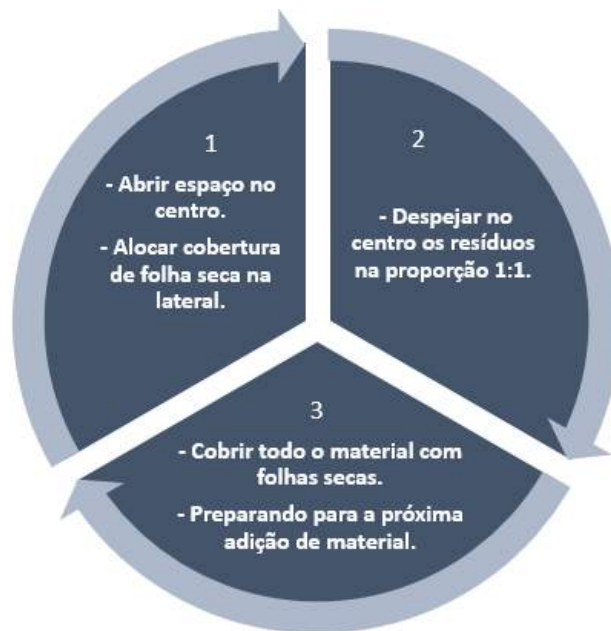 1
- Abrir espaço no
centro.
- Alocar cobertura
de folha seca na
lateral.
2
- Despejar no
centro os resíduos
na proporção 1:1.
3
- Cobrir todo o material com
folhas secas.
- Preparando para a próxima
adição de material.